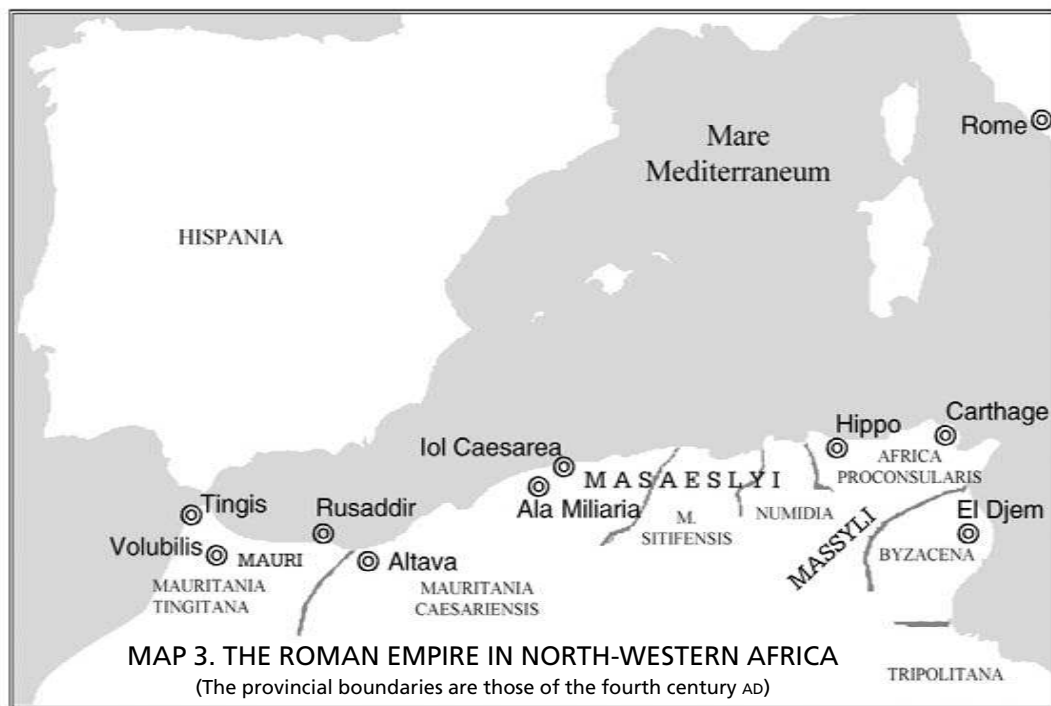 Mare
Mediterraneum
Rome
HISPANIA
Carthage
Hippo
AFRICA
PROCONSULARIS
Iol Caesarea
MASAESLYI
Ala Miliaria
M.
SITIFENSIS
NUMIDIA
El Djem
Tingis
Rusaddir
MASSYLI
BYZACENA
Volubilis
MAURI
Altava
MAURITANIA
TINGITANA
MAURITANIA
CAESARIENSIS
MAP 3. THE ROMAN EMPIRE IN NORTH-WESTERN AFRICA
(The provincial boundaries are those of the fourth century AD)
TRIPOLITANA